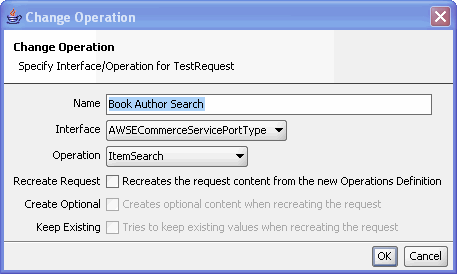 Change Operation
Change Operation
Specify Interface/Operation for TestRequest
Name Book Author Search
Interface AWSECommerceServicePortType
Operation ItemSearch
Recreate Request Recreates the request content from the new Operations Definition
Create Optional Creates optional content when recreating the request
Keep Existing Tries to keep existing values when recreating the request
OK Cancel